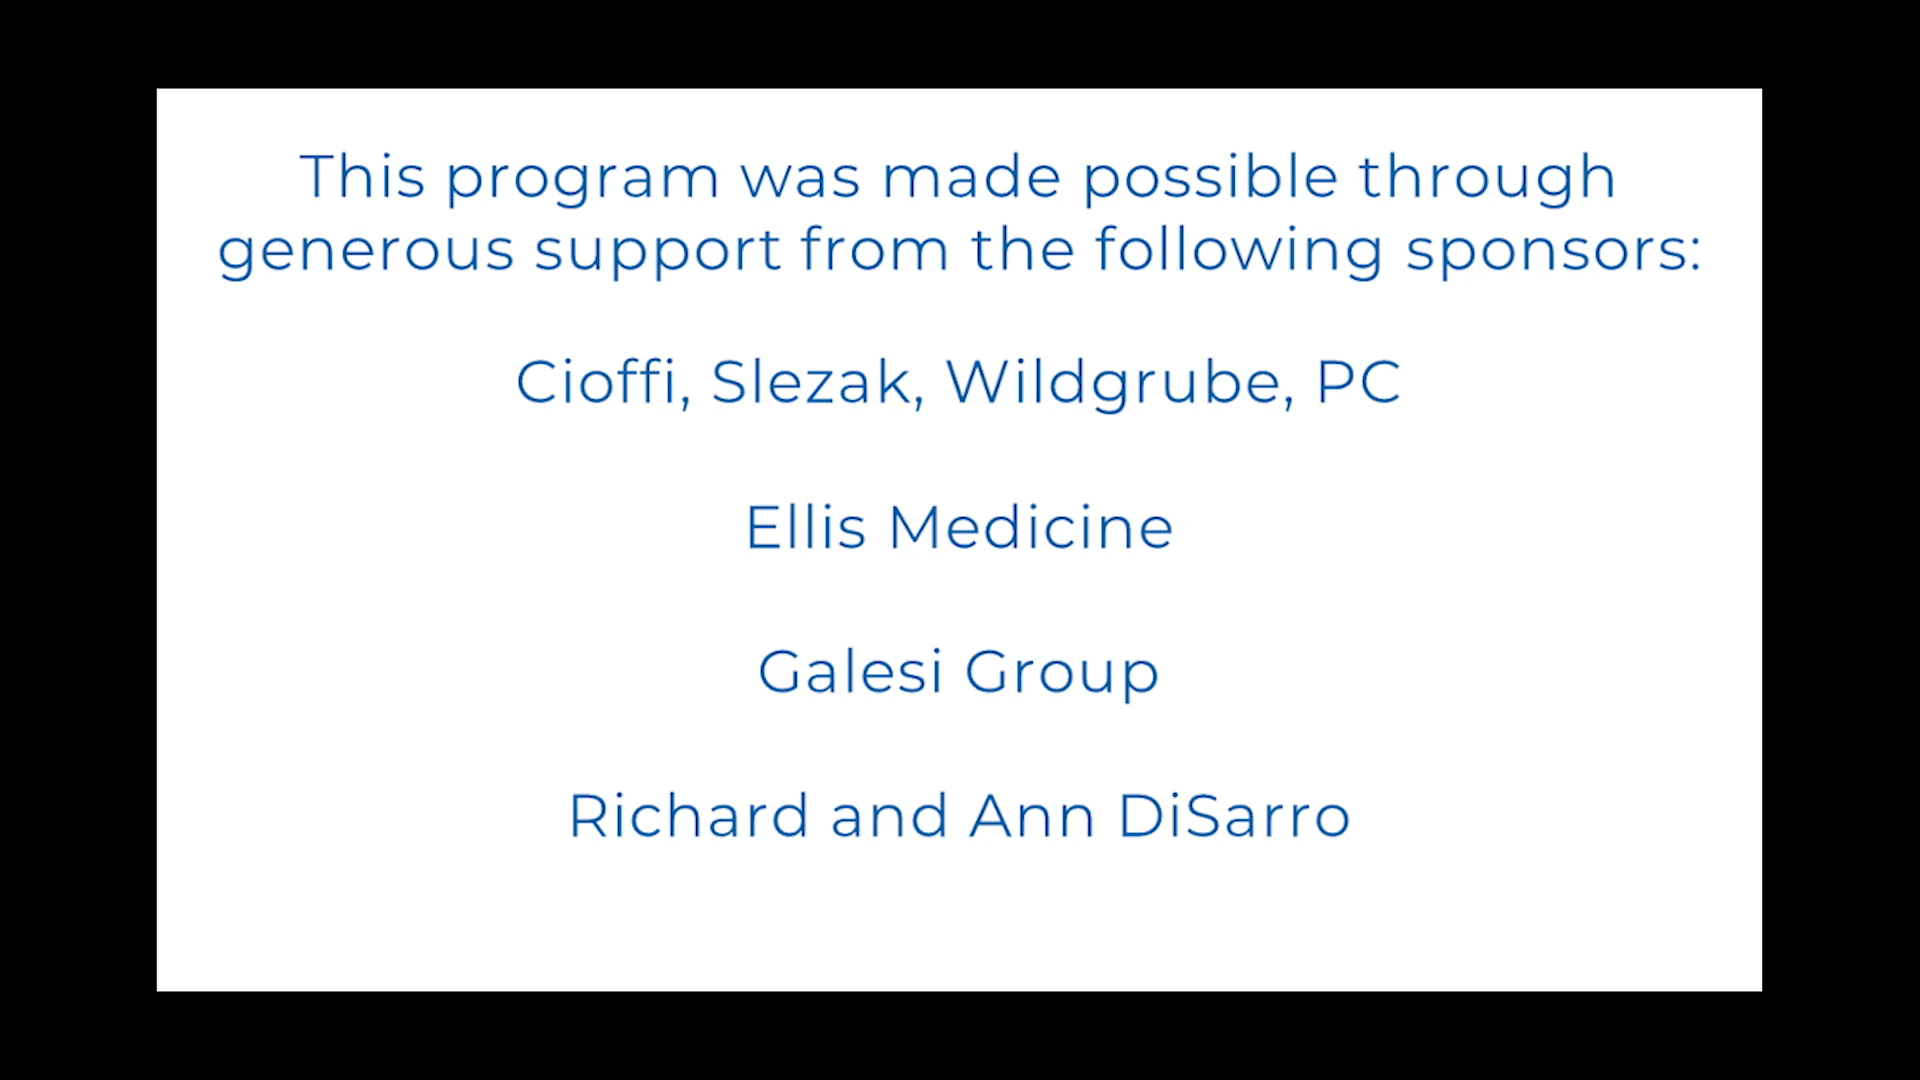 This program was made possible through
generous support from the following sponsors:
Cioffi, Slezak, Wildgrube, PC
Ellis Medicine
Galesi Group
Richard and Ann DiSarro